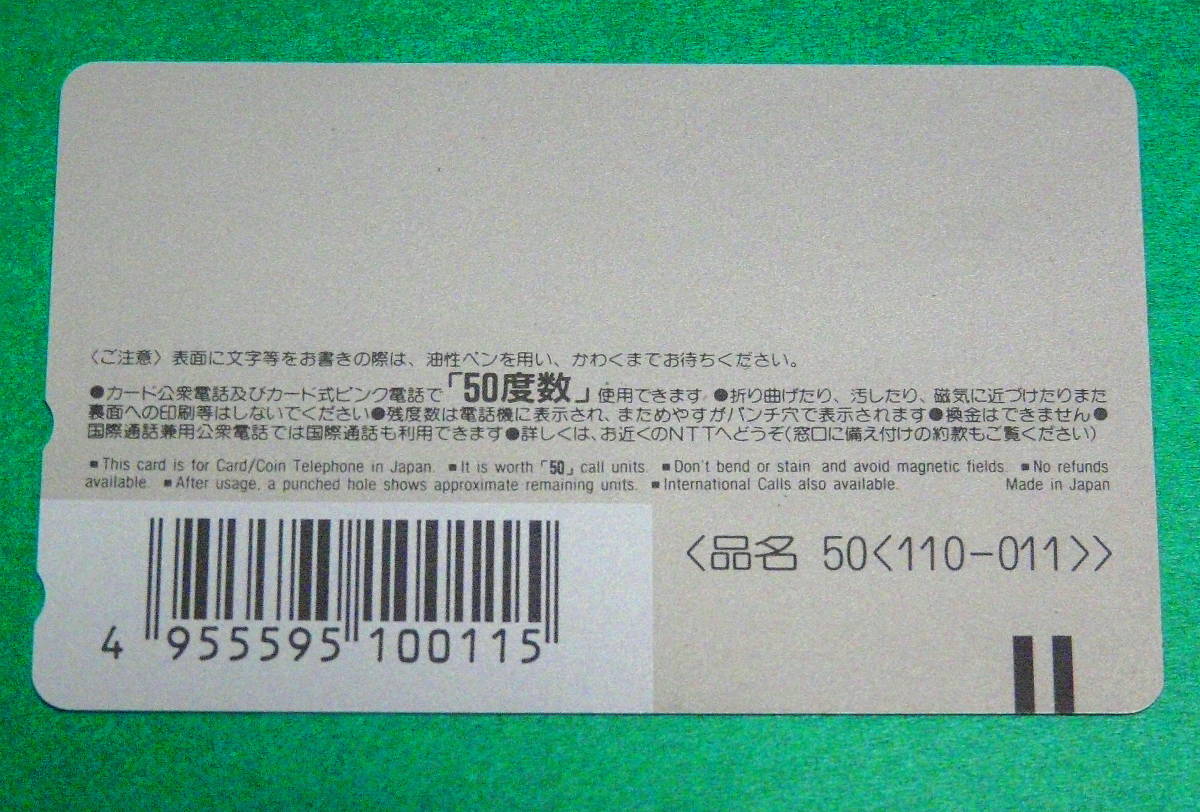 〈ご注意〉表面に文字等をお書きの際は、油性ペンを用い、かわくまでお待ちください。
●カード公衆電話及びカード式ピンク電話で「50度数」使用できます●折り曲げたり、汚したり、磁気に近づけたりまた
裏面への印刷等はしないでください●残度数は電話機に表示され、まためやすがパンチ穴で表示されます●換金はできません●
国際通話兼用公衆電話では国際通話も利用できます●詳しくは、お近くのNTTへどうぞ(窓口に備え付けの約款もご覧ください)
■This card is for Card/Coin Telephone in Japan. ■It is worth「50」call units. ■Don't bend or stain and avoid magnetic fields. ■No refunds
available. ■After usage, a punched hole shows approximate remaining units. ■International Calls also available. Made in Japan
〈品名 50〈110-011〉〉
4 955595 100115